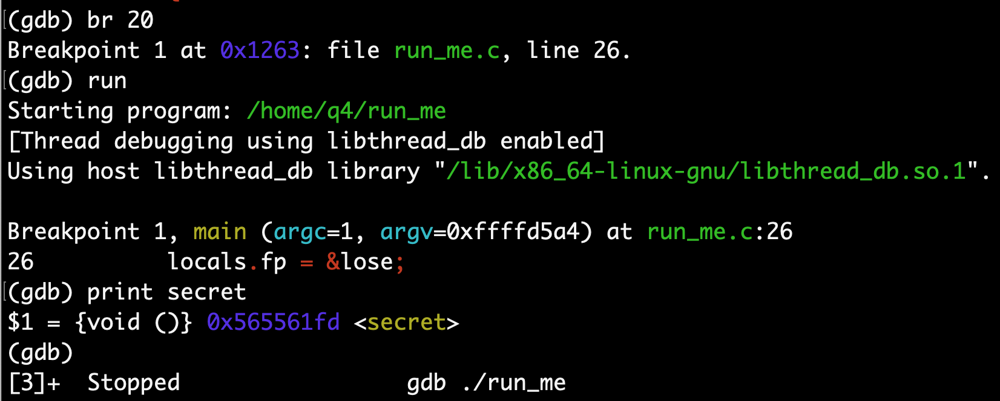 (gdb) br 20
Breakpoint 1 at 0x1263: file run_me.c, line 26.
(gdb) run
Starting program: /home/q4/run_me
[Thread debugging using libthread_db enabled]
Using host libthread_db library "/lib/x86_64-linux-gnu/libthread_db.so.1".
Breakpoint 1, main (argc=1, argv=0xffffd5a4) at run_me.c:26
26          locals.fp = &lose;
(gdb) print secret
$1 = {void ()} 0x565561fd <secret>
(gdb)
[3]+  Stopped                 gdb ./run_me